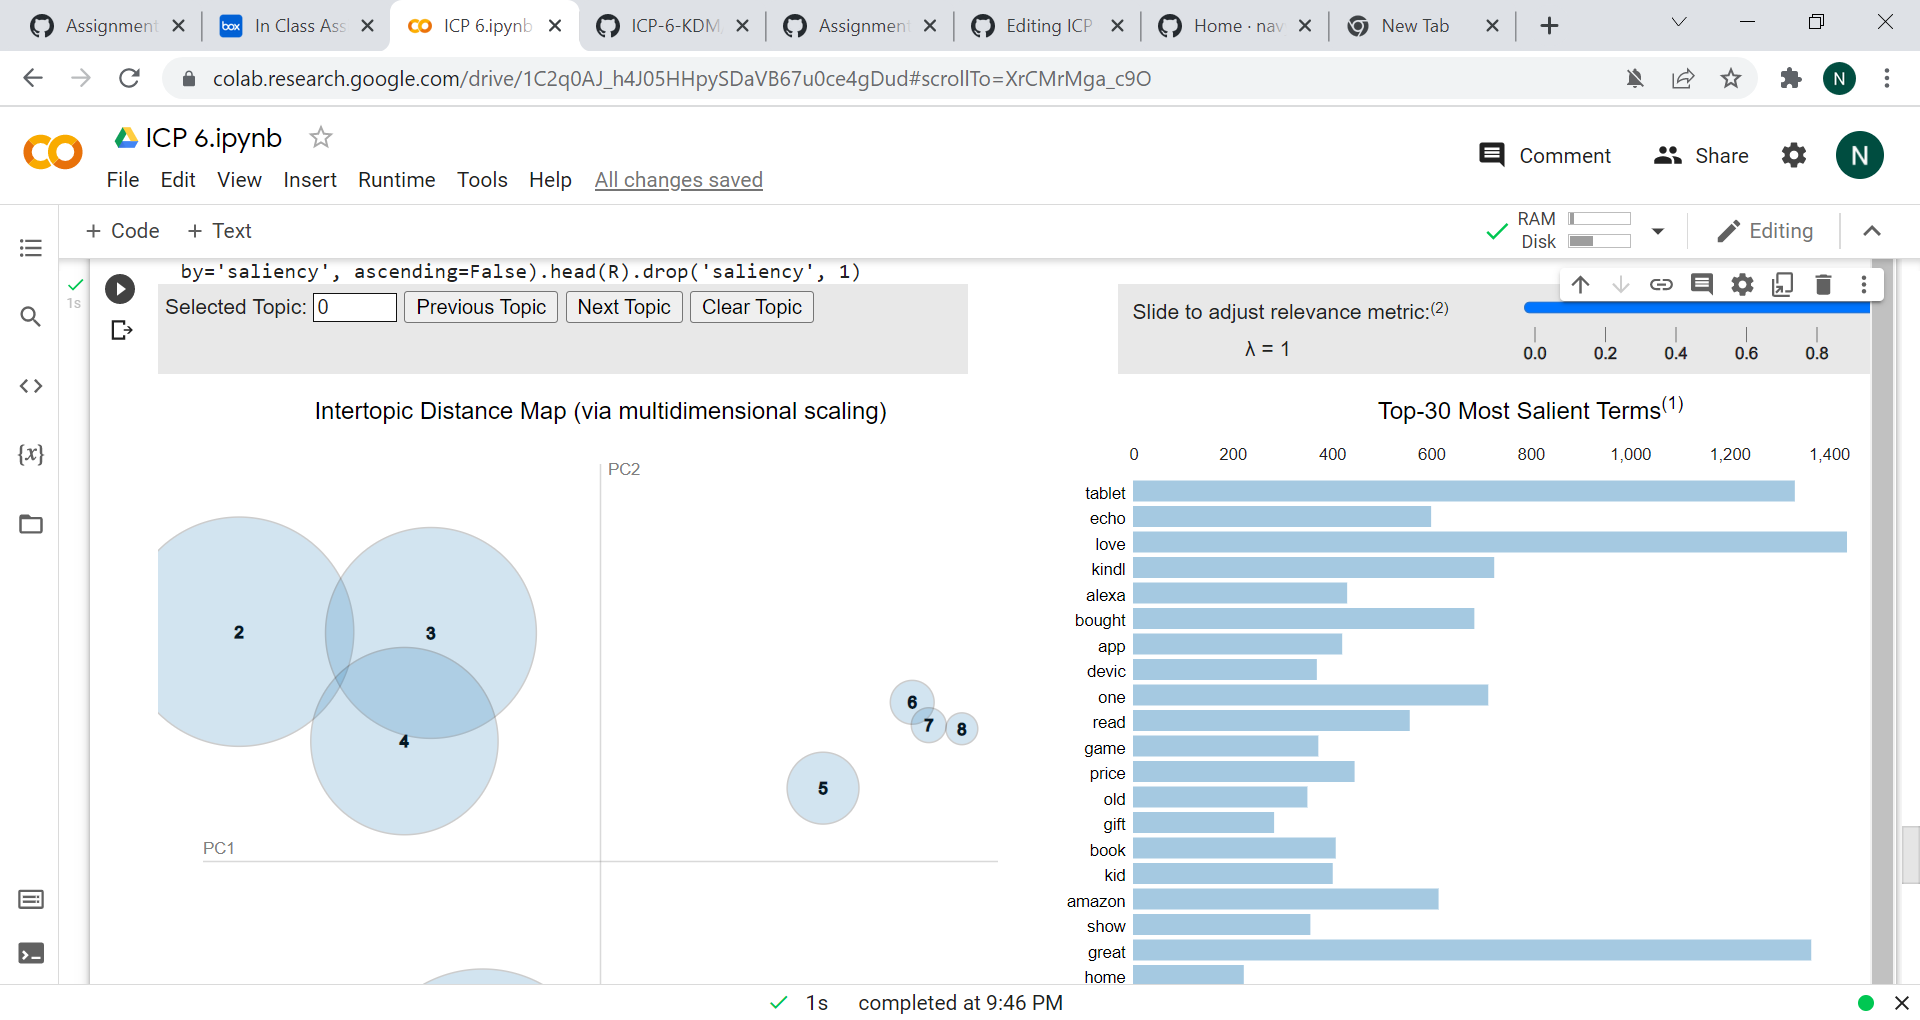 Assignment
In Class Ass
ICP 6.ipynb
ICP-6-KDM
Assignment
Editing ICP
Home · nav
New Tab
colab.research.google.com/drive/1C2q0AJ_h4J05HHpySDaVB67u0ce4gDud#scrollTo=XrCMrMga_c9O
N
ICP 6.ipynb
Comment
Share
N
File Edit View Insert Runtime Tools Help All changes saved
+ Code + Text
RAM
Disk
Editing
by='saliency', ascending=False).head(R).drop('saliency', 1)
1s
Selected Topic: 0 Previous Topic Next Topic Clear Topic
Slide to adjust relevance metric:(2)
λ = 1
0.0 0.2 0.4 0.6 0.8
Intertopic Distance Map (via multidimensional scaling)
PC2
2
3
4
6
7
8
5
PC1
Top-30 Most Salient Terms(1)
0 200 400 600 800 1,000 1,200 1,400
tablet
echo
love
kindl
alexa
bought
app
devic
one
read
game
price
old
gift
book
kid
amazon
show
great
home
1s completed at 9:46 PM